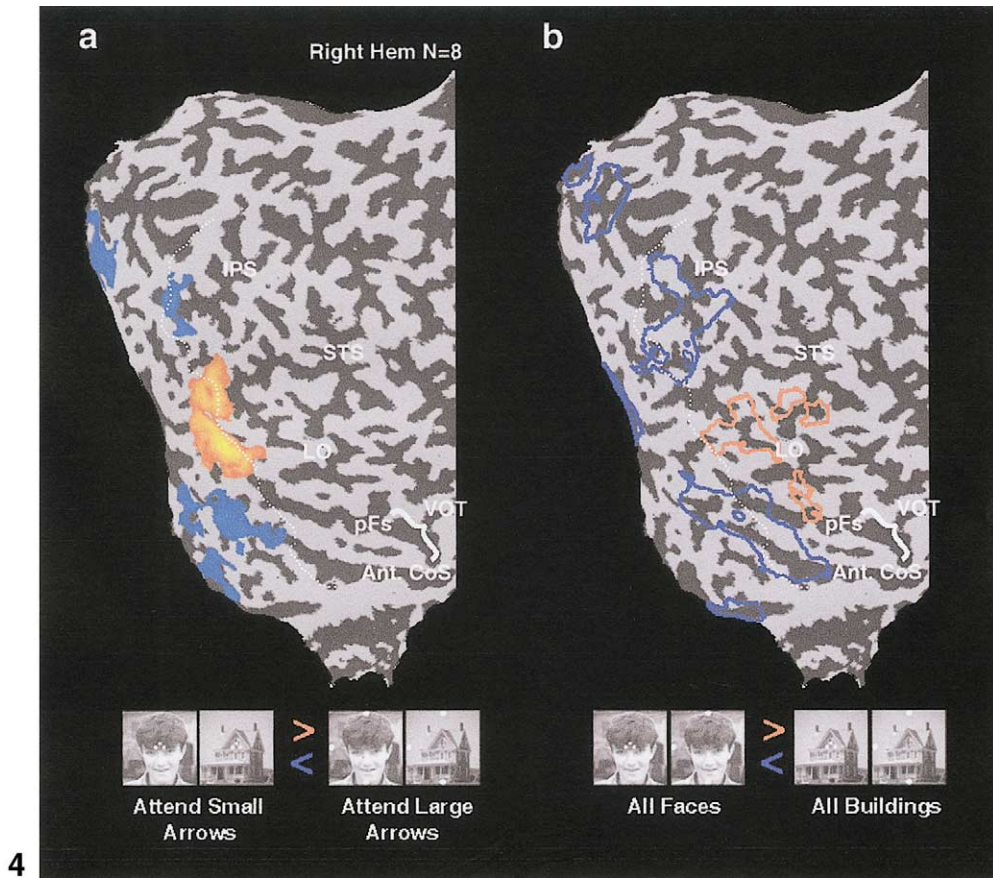 a
Right Hem N=8
IPS
STS
LO
pFs
VOT
Ant. CoS
b
IPS
STS
LO
pFs
VOT
Ant. CoS
>
<
Attend Small
Arrows
Attend Large
Arrows
>
<
All Faces
All Buildings
4